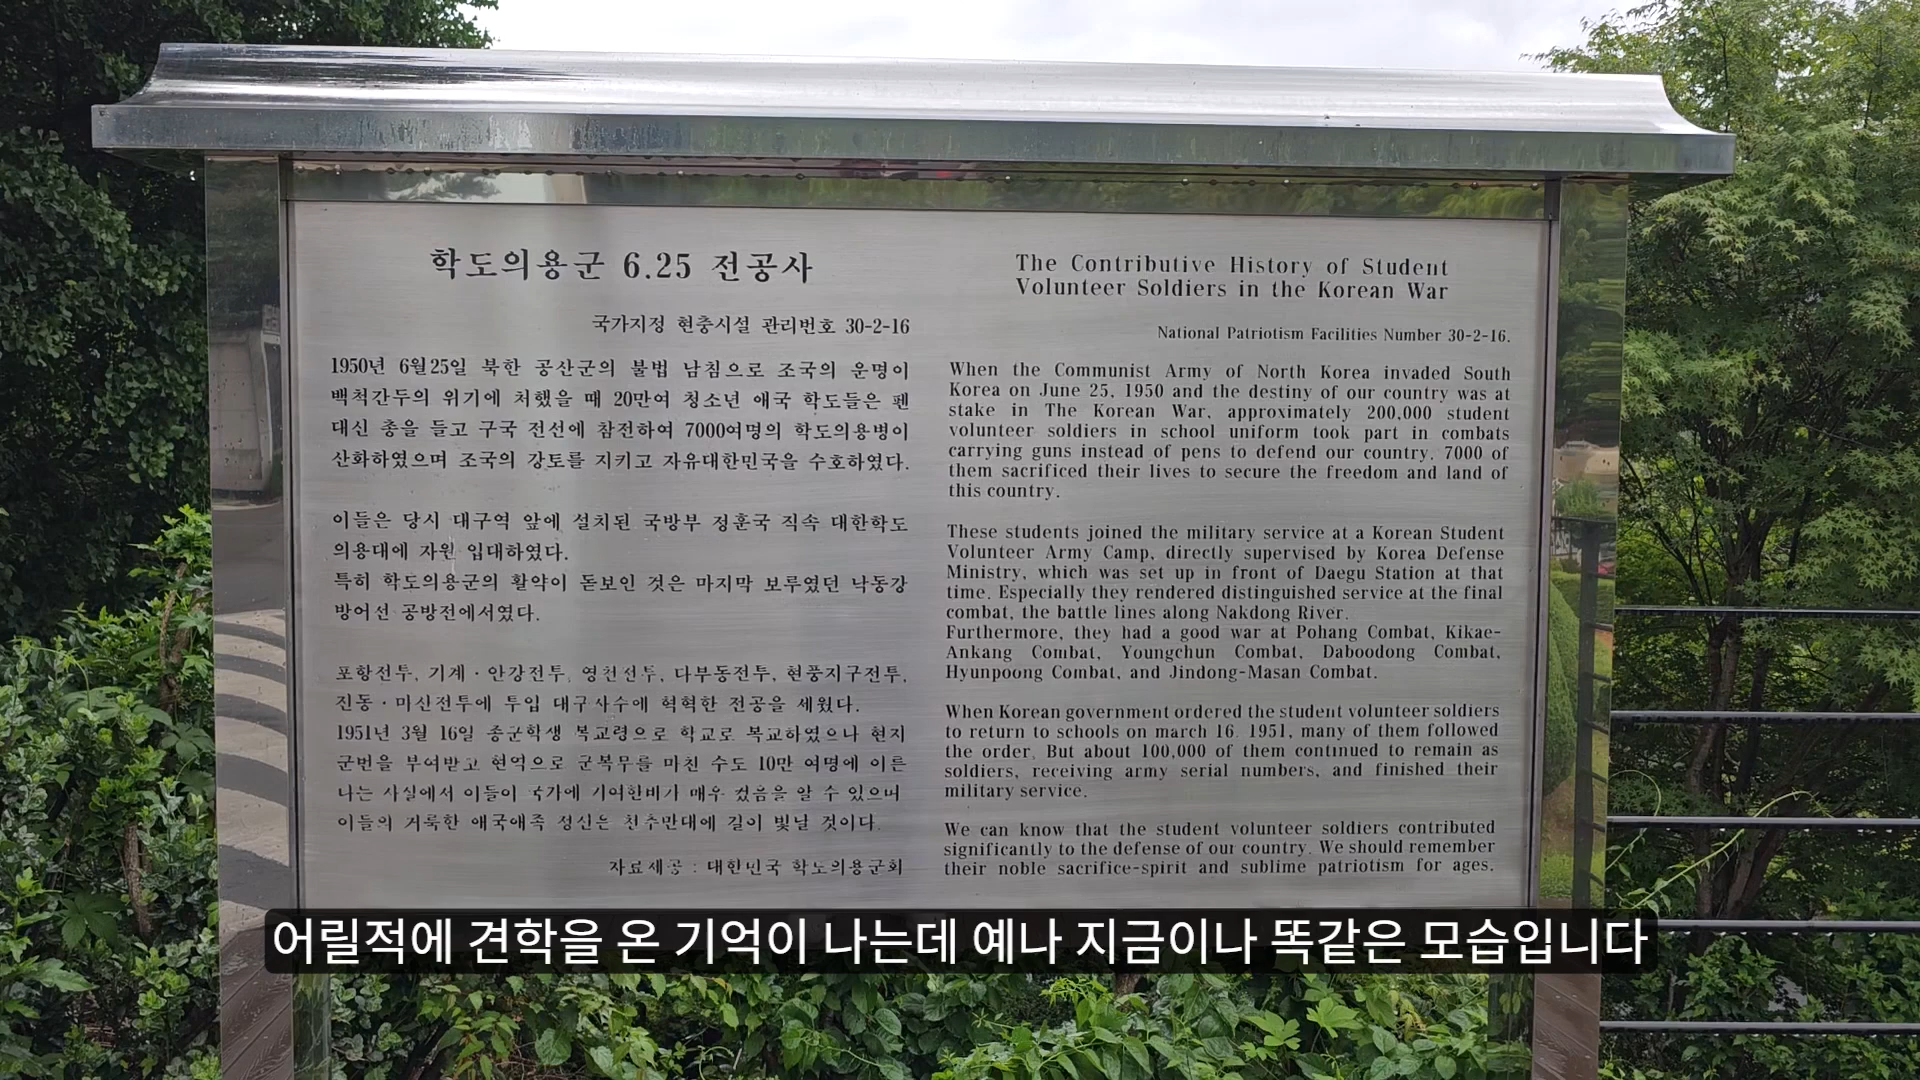 학도의용군 6.25 전공사
국가지정 현충시설 관리번호 30-2-16
1950년 6월25일 북한 공산군의 불법 남침으로 조국의 운명이
백척간두의 위기에 처했을 때 20만여 청소년 애국 학도들은 펜
대신 총을 들고 구국 전선에 참전하여 7000여명의 학도의용병이
산화하였으며 조국의 강토를 지키고 자유대한민국을 수호하였다.
이들은 당시 대구역 앞에 설치된 국방부 정훈국 직속 대한학도
의용대에 자원 입대하였다.
특히 학도의용군의 활약이 돋보인 것은 마지막 보루였던 낙동강
방어선 공방전에서였다.
포항전투, 기계·안강전투, 영천전투, 다부동전투, 현풍지구전투,
진동·마산전투에 투입 대구사수에 혁혁한 전공을 세웠다.
1951년 3월 16일 종군학생 복교령으로 학교로 복교하였으나 현지
군번을 부여받고 현역으로 군복무를 마친 수도 10만 여명에 이른
다는 사실에서 이들이 국가에 기여한바가 매우 컸음을 알 수 있으며
이들의 거룩한 애국애족 정신은 천추만대에 길이 빛날 것이다.
자료제공 : 대한민국 학도의용군회
The Contributive History of Student
Volunteer Soldiers in the Korean War
National Patriotism Facilities Number 30-2-16.
When the Communist Army of North Korea invaded South
Korea on June 25, 1950 and the destiny of our country was at
stake in The Korean War, approximately 200,000 student
volunteer soldiers in school uniform took part in combats
carrying guns instead of pens to defend our country. 7000 of
them sacrificed their lives to secure the freedom and land of
this country.
These students joined the military service at a Korean Student
Volunteer Army Camp, directly supervised by Korea Defense
Ministry, which was set up in front of Daegu Station at that
time. Especially they rendered distinguished service at the final
combat, the battle lines along Nakdong River.
Furthermore, they had a good war at Pohang Combat, Kikae-
Ankang Combat, Youngchun Combat, Daboodong Combat,
Hyunpoong Combat, and Jindong-Masan Combat.
When Korean government ordered the student volunteer soldiers
to return to schools on march 16. 1951, many of them followed
the order. But about 100,000 of them continued to remain as
soldiers, receiving army serial numbers, and finished their
military service.
We can know that the student volunteer soldiers contributed
significantly to the defense of our country. We should remember
their noble sacrifice-spirit and sublime patriotism for ages.
어릴적에 견학을 온 기억이 나는데 예나 지금이나 똑같은 모습입니다